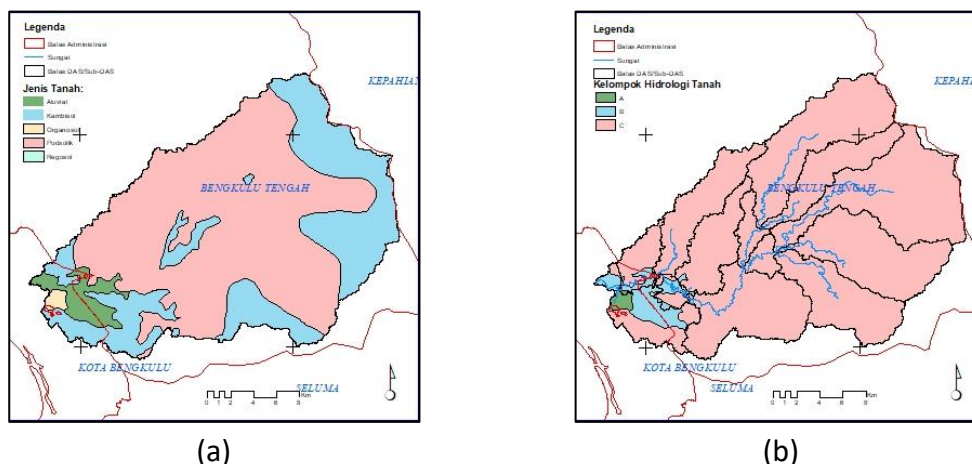 Legenda
Batas Administrasi
Sungai
Batas DAS/Sub-DAS
Jenis Tanah:
Aluvial
Kambisol
Organosol
Podsolik
Regosol
KEPAHIAN
BENGKULU TENGAH
KOTA BENGKULU
SELUMA
0 1 2 4 6 8
Km
(a)
Legenda
Batas Administrasi
Sungai
Batas DAS/Sub-DAS
Kelompok Hidrologi Tanah
A
B
C
KEPAHI
BENGKULU TENGAH
KOTA BENGKULU
SELUMA
0 1 2 4 6 8
Km
(b)